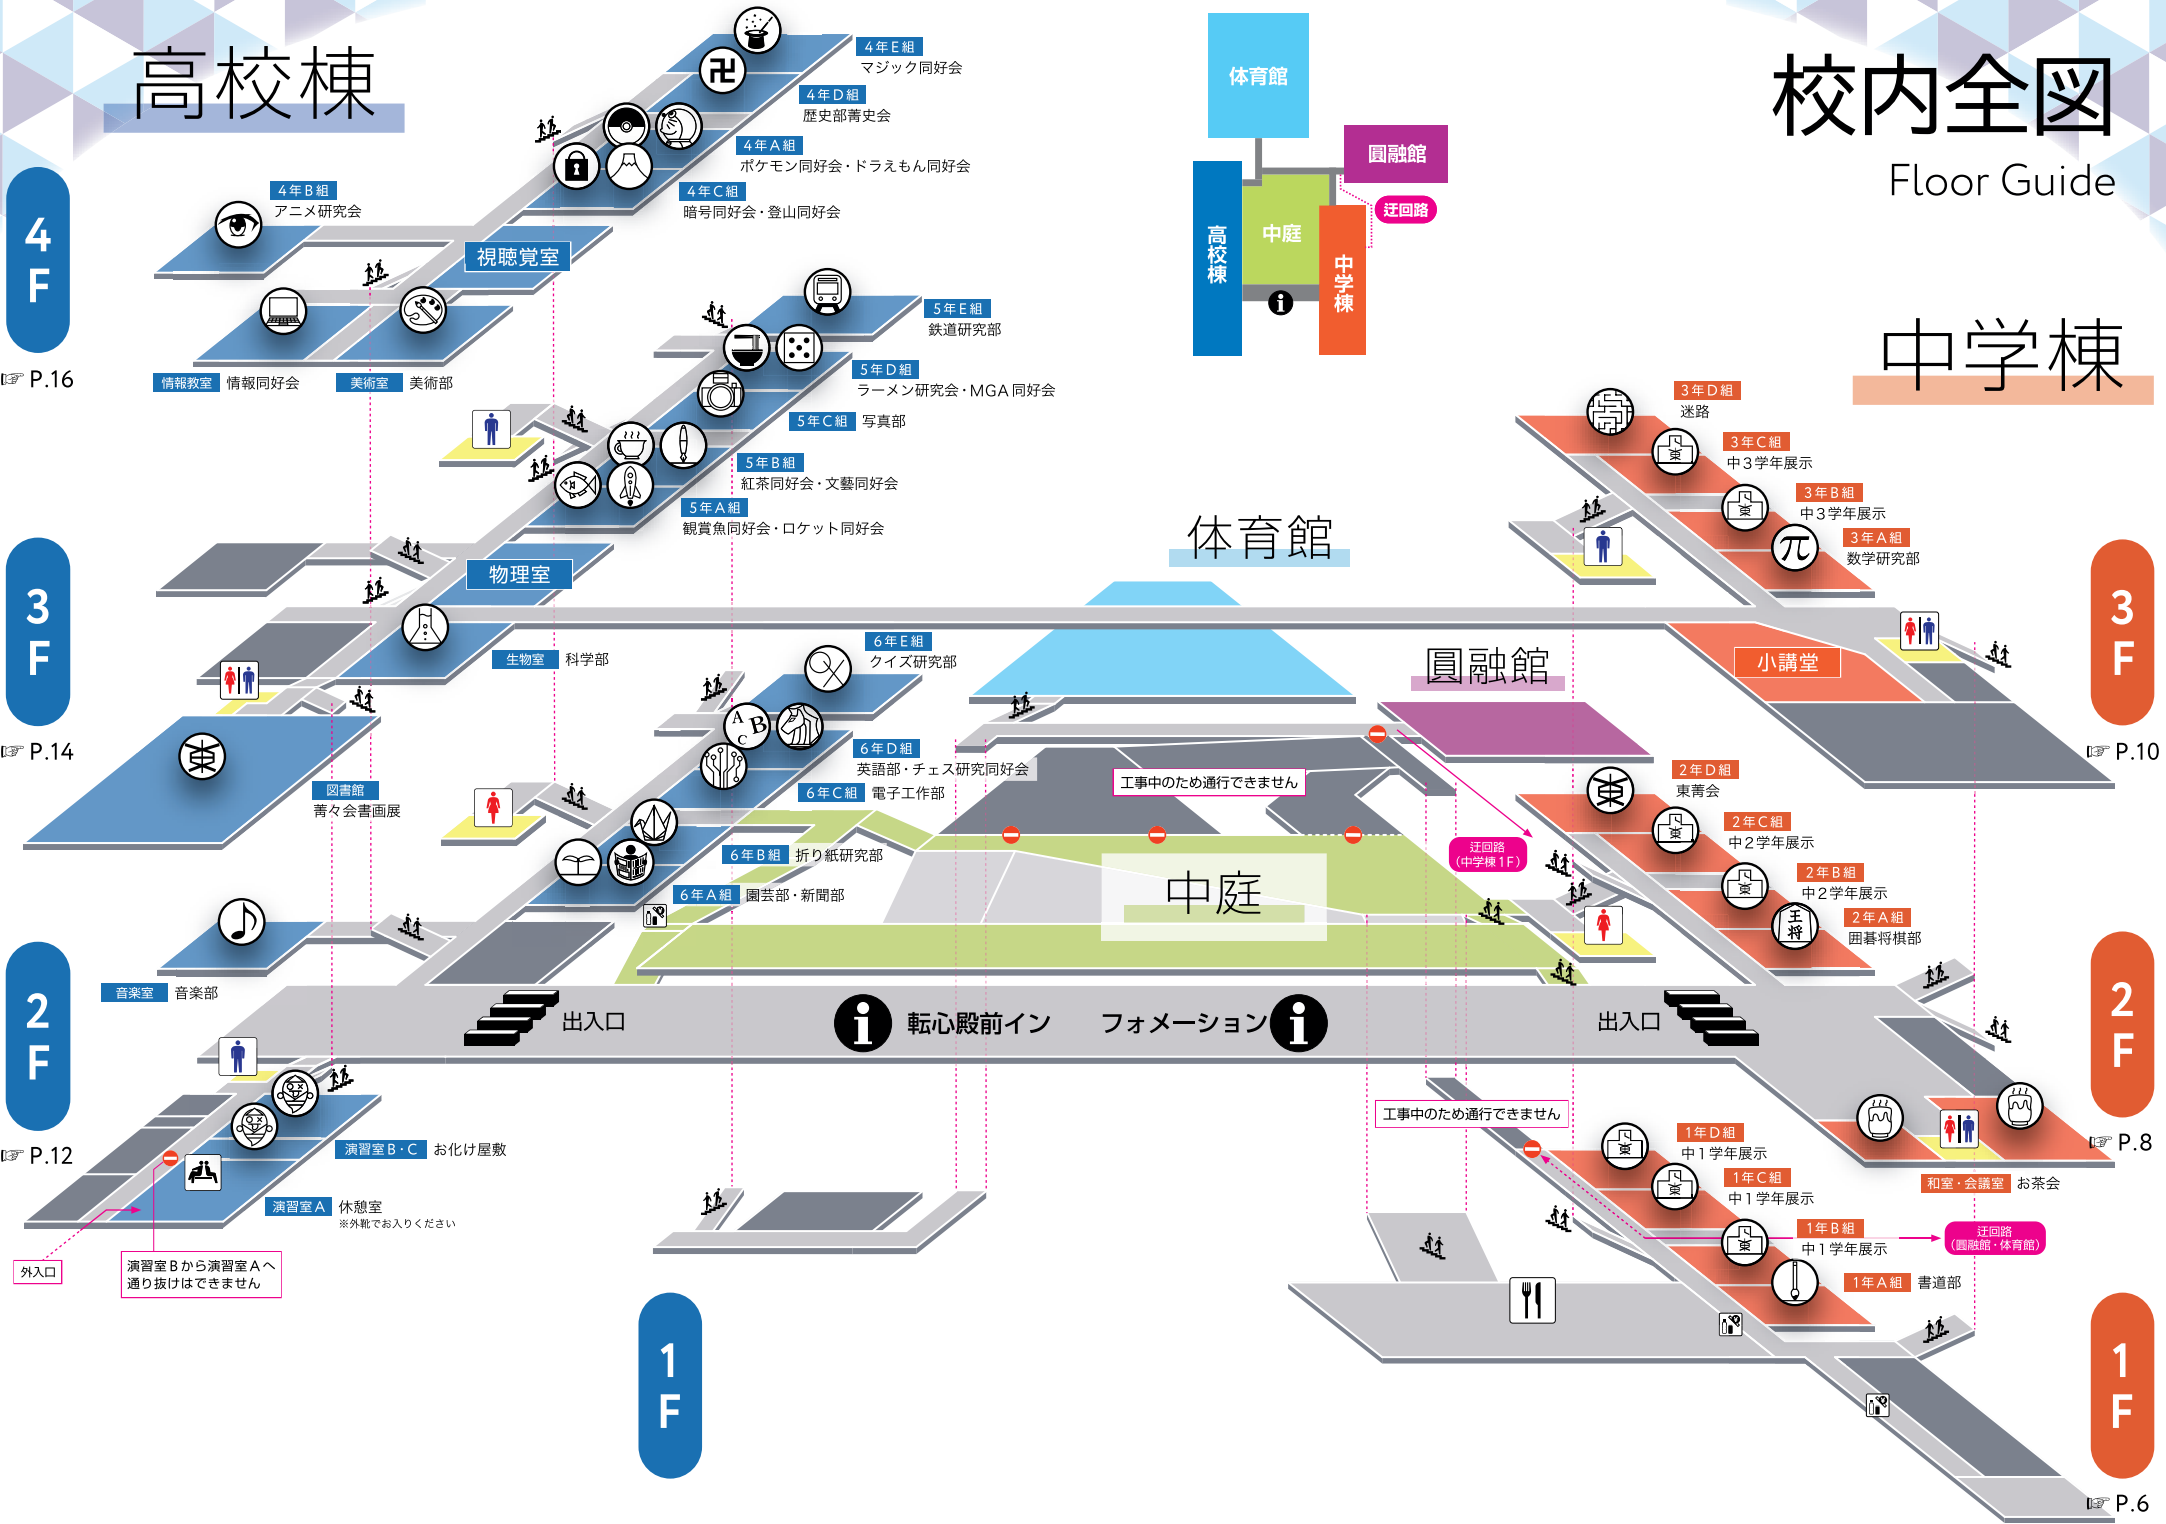 高校棟
校内全図
Floor Guide
体育館
圓融館
迂回路
高校棟
中庭
中学棟
4F
P.16
4年E組
マジック同好会
4年D組
歴史部菁史会
4年A組
ポケモン同好会・ドラえもん同好会
4年C組
暗号同好会・登山同好会
4年B組
アニメ研究会
視聴覚室
情報教室 情報同好会
美術室 美術部
3F
P.14
5年E組
鉄道研究部
5年D組
ラーメン研究会・MGA同好会
5年C組 写真部
5年B組
紅茶同好会・文藝同好会
5年A組
観賞魚同好会・ロケット同好会
物理室
生物室 科学部
図書館
菁々会書画展
2F
P.12
6年E組
クイズ研究部
A
B
C
6年D組
英語部・チェス研究同好会
6年C組 電子工作部
6年B組 折り紙研究部
6年A組 園芸部・新聞部
音楽室 音楽部
演習室B・C お化け屋敷
演習室A 休憩室
※外靴でお入りください
外入口
演習室Bから演習室Aへ
通り抜けはできません
1F
体育館
圓融館
工事中のため通行できません
迂回路
(中学棟1F)
中庭
出入口
転心殿前イン フォメーション
出入口
中学棟
3F
P.10
3年D組
迷路
3年C組
中3学年展示
3年B組
中3学年展示
3年A組
数学研究部
π
小講堂
2F
P.8
2年D組
東菁会
2年C組
中2学年展示
2年B組
中2学年展示
2年A組
囲碁将棋部
王将
和室・会議室 お茶会
1F
P.6
工事中のため通行できません
1年D組
中1学年展示
1年C組
中1学年展示
1年B組
中1学年展示
1年A組 書道部
迂回路
(圓融館・体育館)